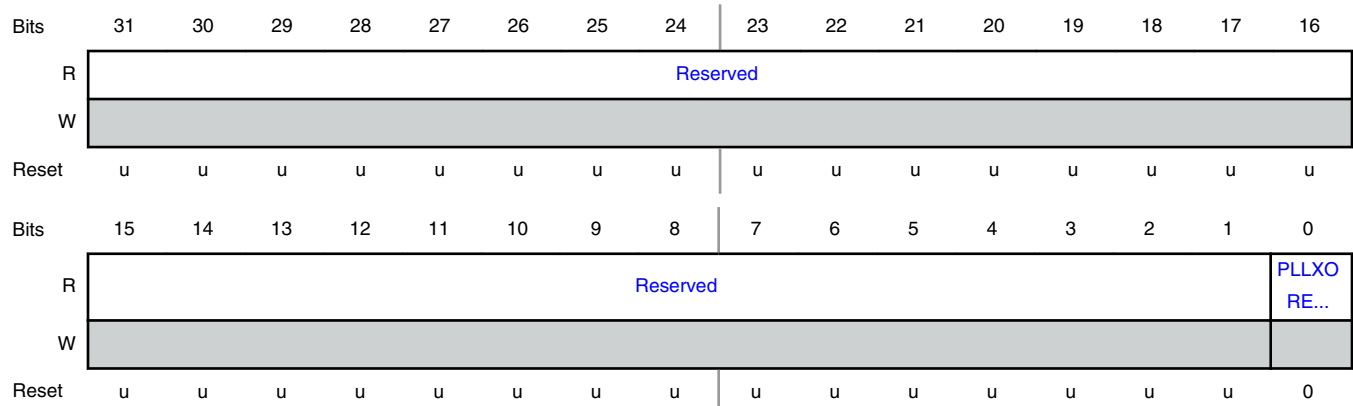 Bits 31 30 29 28 27 26 25 24 23 22 21 20 19 18 17 16
R Reserved
W
Reset u u u u u u u u u u u u u u u u
Bits 15 14 13 12 11 10 9 8 7 6 5 4 3 2 1 0
R Reserved PLLXO
RE...
W
Reset u u u u u u u u u u u u u u u 0